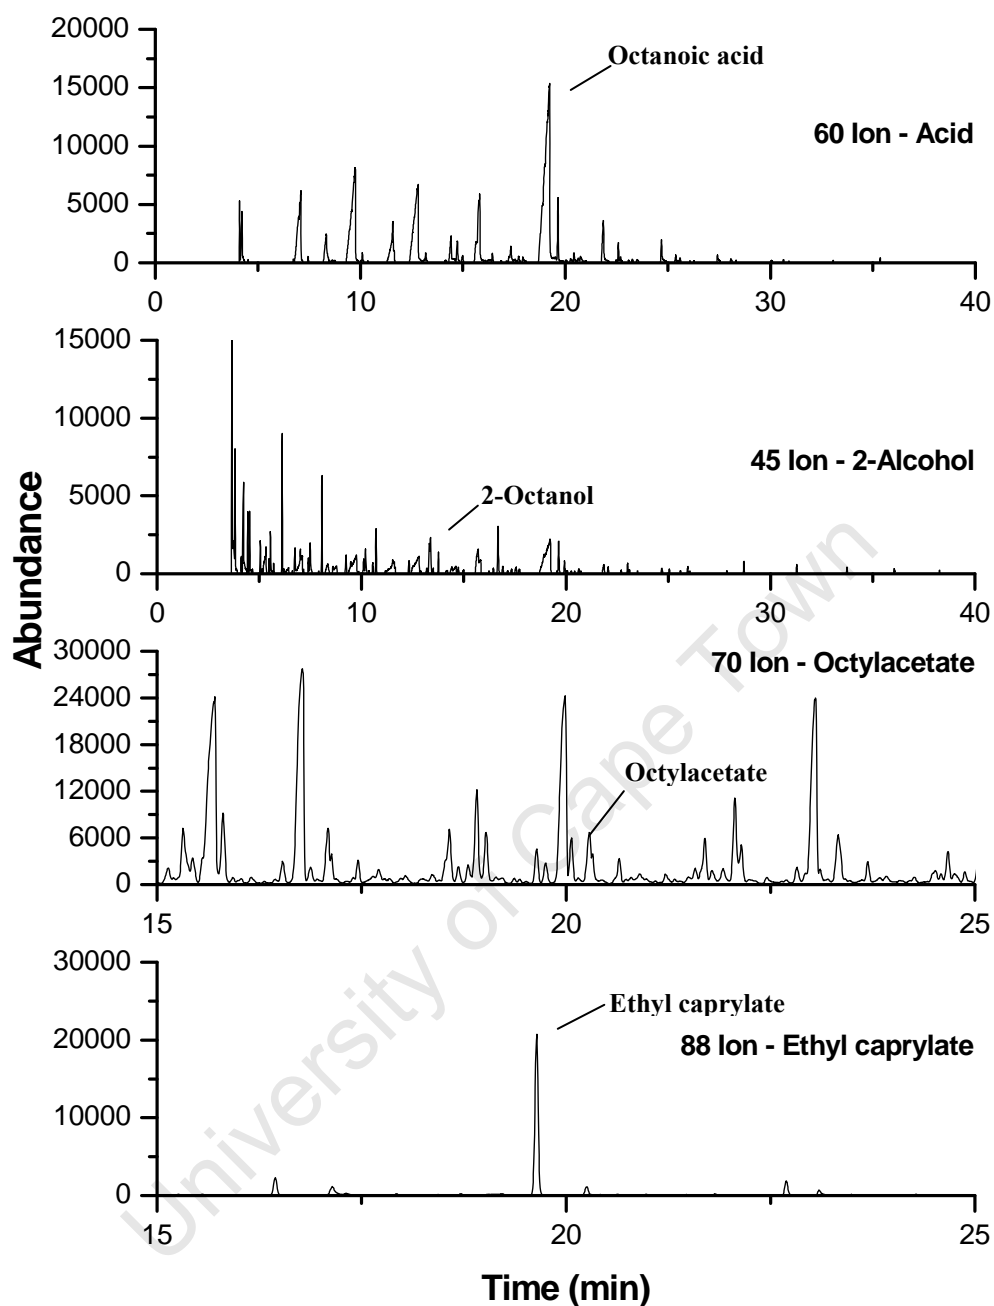 20000
15000
10000
5000
0
Octanoic acid
60 Ion - Acid
0 10 20 30 40
15000
10000
5000
0
45 Ion - 2-Alcohol
2-Octanol
0 10 20 30 40
Abundance
30000
24000
18000
12000
6000
0
70 Ion - Octylacetate
Octylacetate
15 20 25
30000
20000
10000
0
Ethyl caprylate
88 Ion - Ethyl caprylate
15 20 25
Time (min)
University of Cape Town